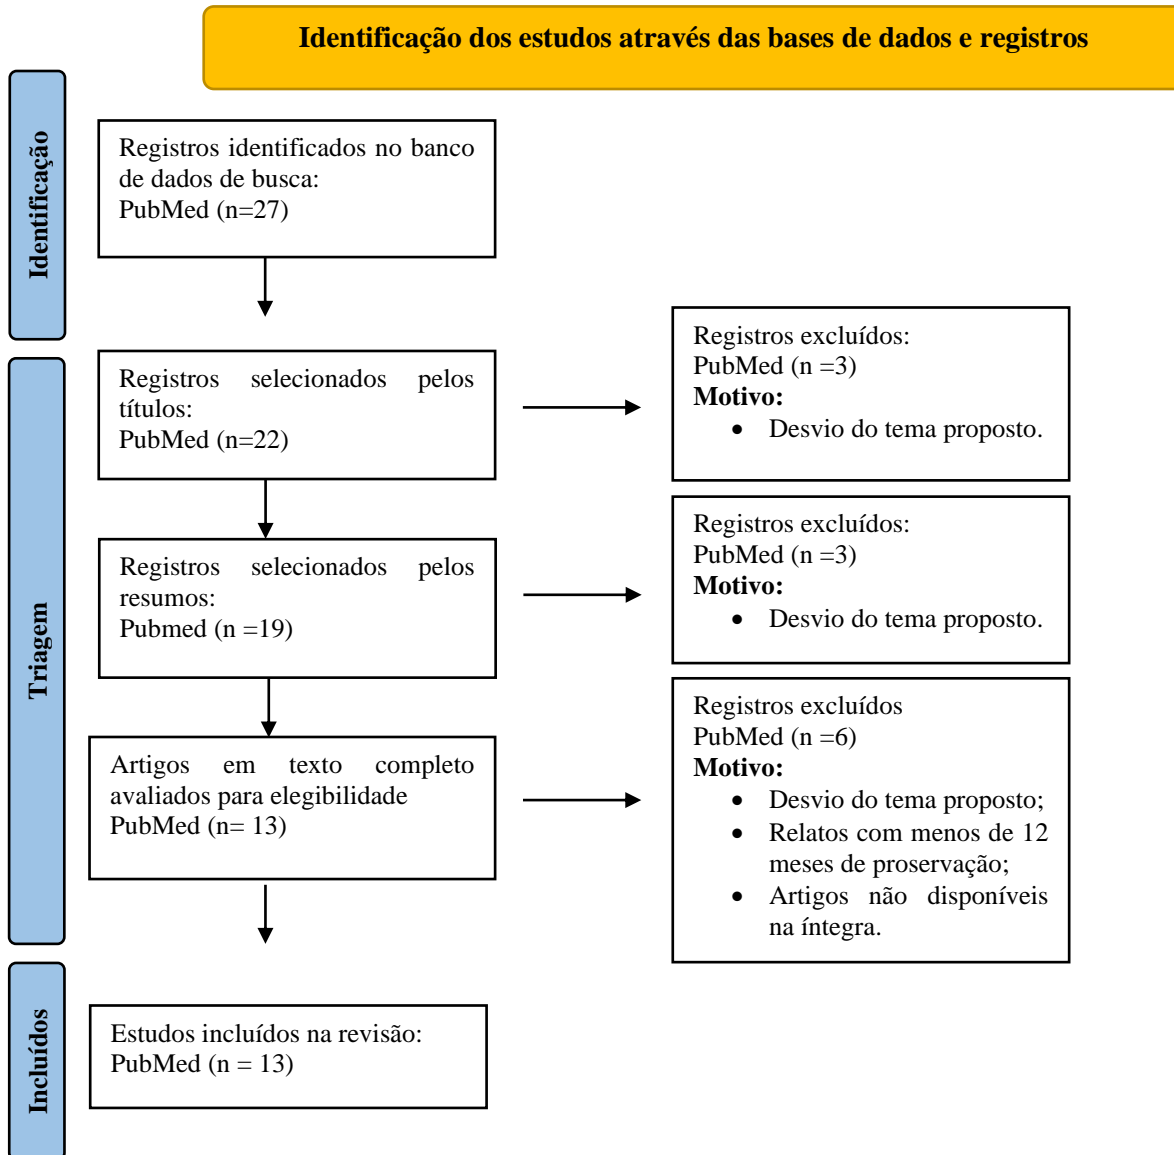 Identificação dos estudos através das bases de dados e registros
Identificação
Registros identificados no banco
de dados de busca:
PubMed (n=27)
Triagem
Registros selecionados pelos
títulos:
PubMed (n=22)
Registros excluídos:
PubMed (n =3)
Motivo:
• Desvio do tema proposto.
Registros selecionados pelos
resumos:
Pubmed (n =19)
Registros excluídos:
PubMed (n =3)
Motivo:
• Desvio do tema proposto.
Artigos em texto completo
avaliados para elegibilidade
PubMed (n= 13)
Registros excluídos
PubMed (n =6)
Motivo:
• Desvio do tema proposto;
• Relatos com menos de 12
meses de proservação;
• Artigos não disponíveis
na íntegra.
Incluídos
Estudos incluídos na revisão:
PubMed (n = 13)